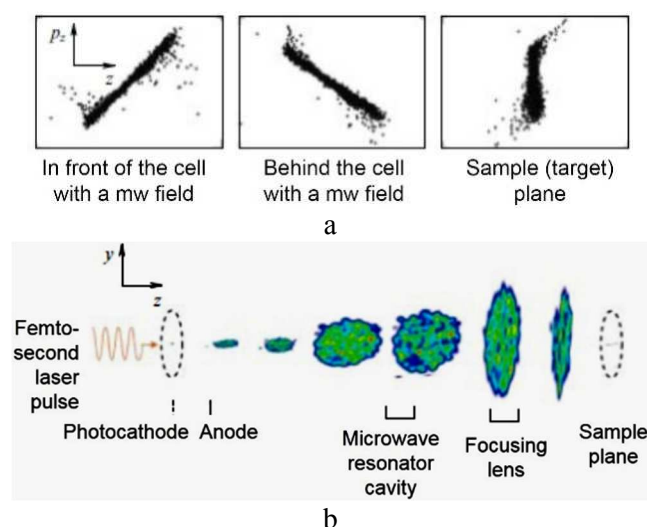 p_z
z
In front of the cell
with a mw field
Behind the cell
with a mw field
Sample (target)
plane
a
y
z
Femto-
second
laser
pulse
Photocathode
Anode
Microwave
resonator
cavity
Focusing
lens
Sample
plane
b